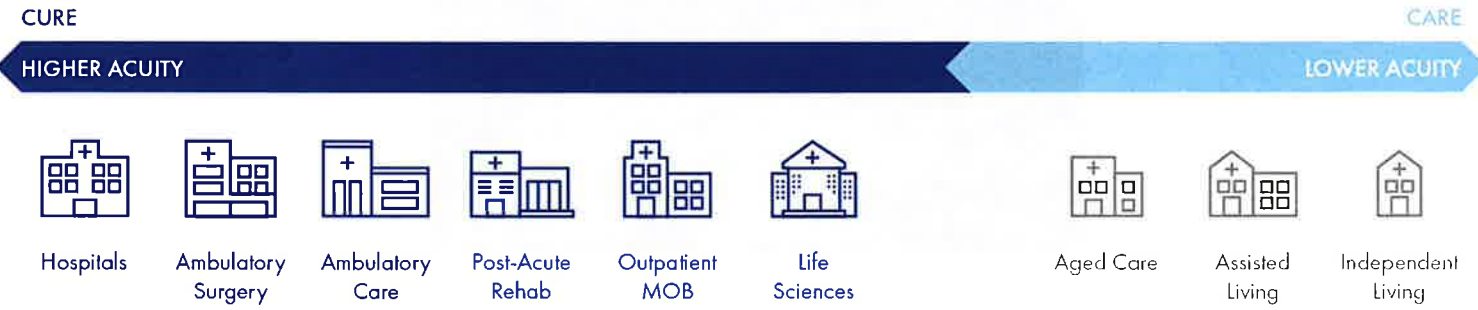 CURE
CARE
HIGHER ACUITY
LOWER ACUITY
Hospitals
Ambulatory
Surgery
Ambulatory
Care
Post-Acute
Rehab
Outpatient
MOB
Life
Sciences
Aged Care
Assisted
Living
Independent
Living